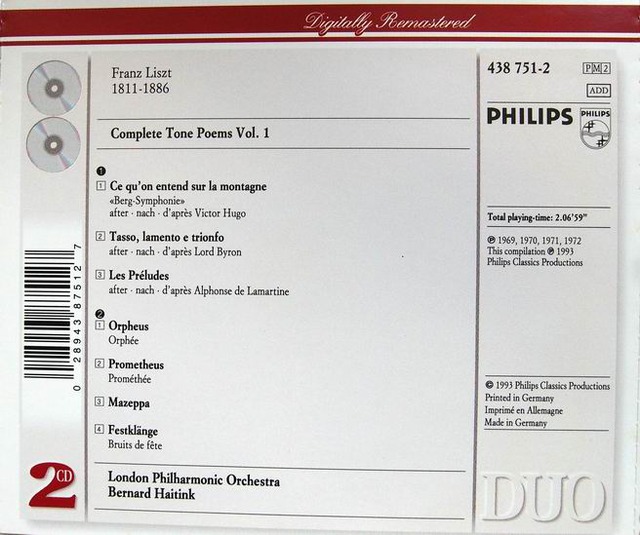 Digitally Remastered
Franz Liszt
1811-1886
Complete Tone Poems Vol. 1
1
1 Ce qu'on entend sur la montagne
«Berg-Symphonie»
after · nach · d'après Victor Hugo
2 Tasso, lamento e trionfo
after · nach · d'après Lord Byron
3 Les Préludes
after · nach · d'après Alphonse de Lamartine
2
1 Orpheus
Orphée
2 Prometheus
Prométhée
3 Mazeppa
4 Festklänge
Bruits de fête
London Philharmonic Orchestra
Bernard Haitink
438 751-2 PM2
ADD
PHILIPS PHILIPS
Total playing-time: 2.06'59"
℗ 1969, 1970, 1971, 1972
This compilation ℗ 1993
Philips Classics Productions
© 1993 Philips Classics Productions
Printed in Germany
Imprimé en Allemagne
Made in Germany
DUO
0 28943 87512 7
2 CD